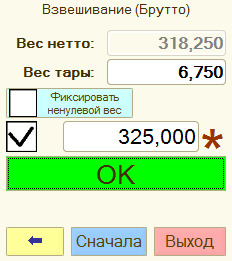 Взвешивание (Брутто)
Вес нетто: 318,250
Вес тары: 6,750
Фиксировать
ненулевой вес
325,000 *
OK
Сначала Выход